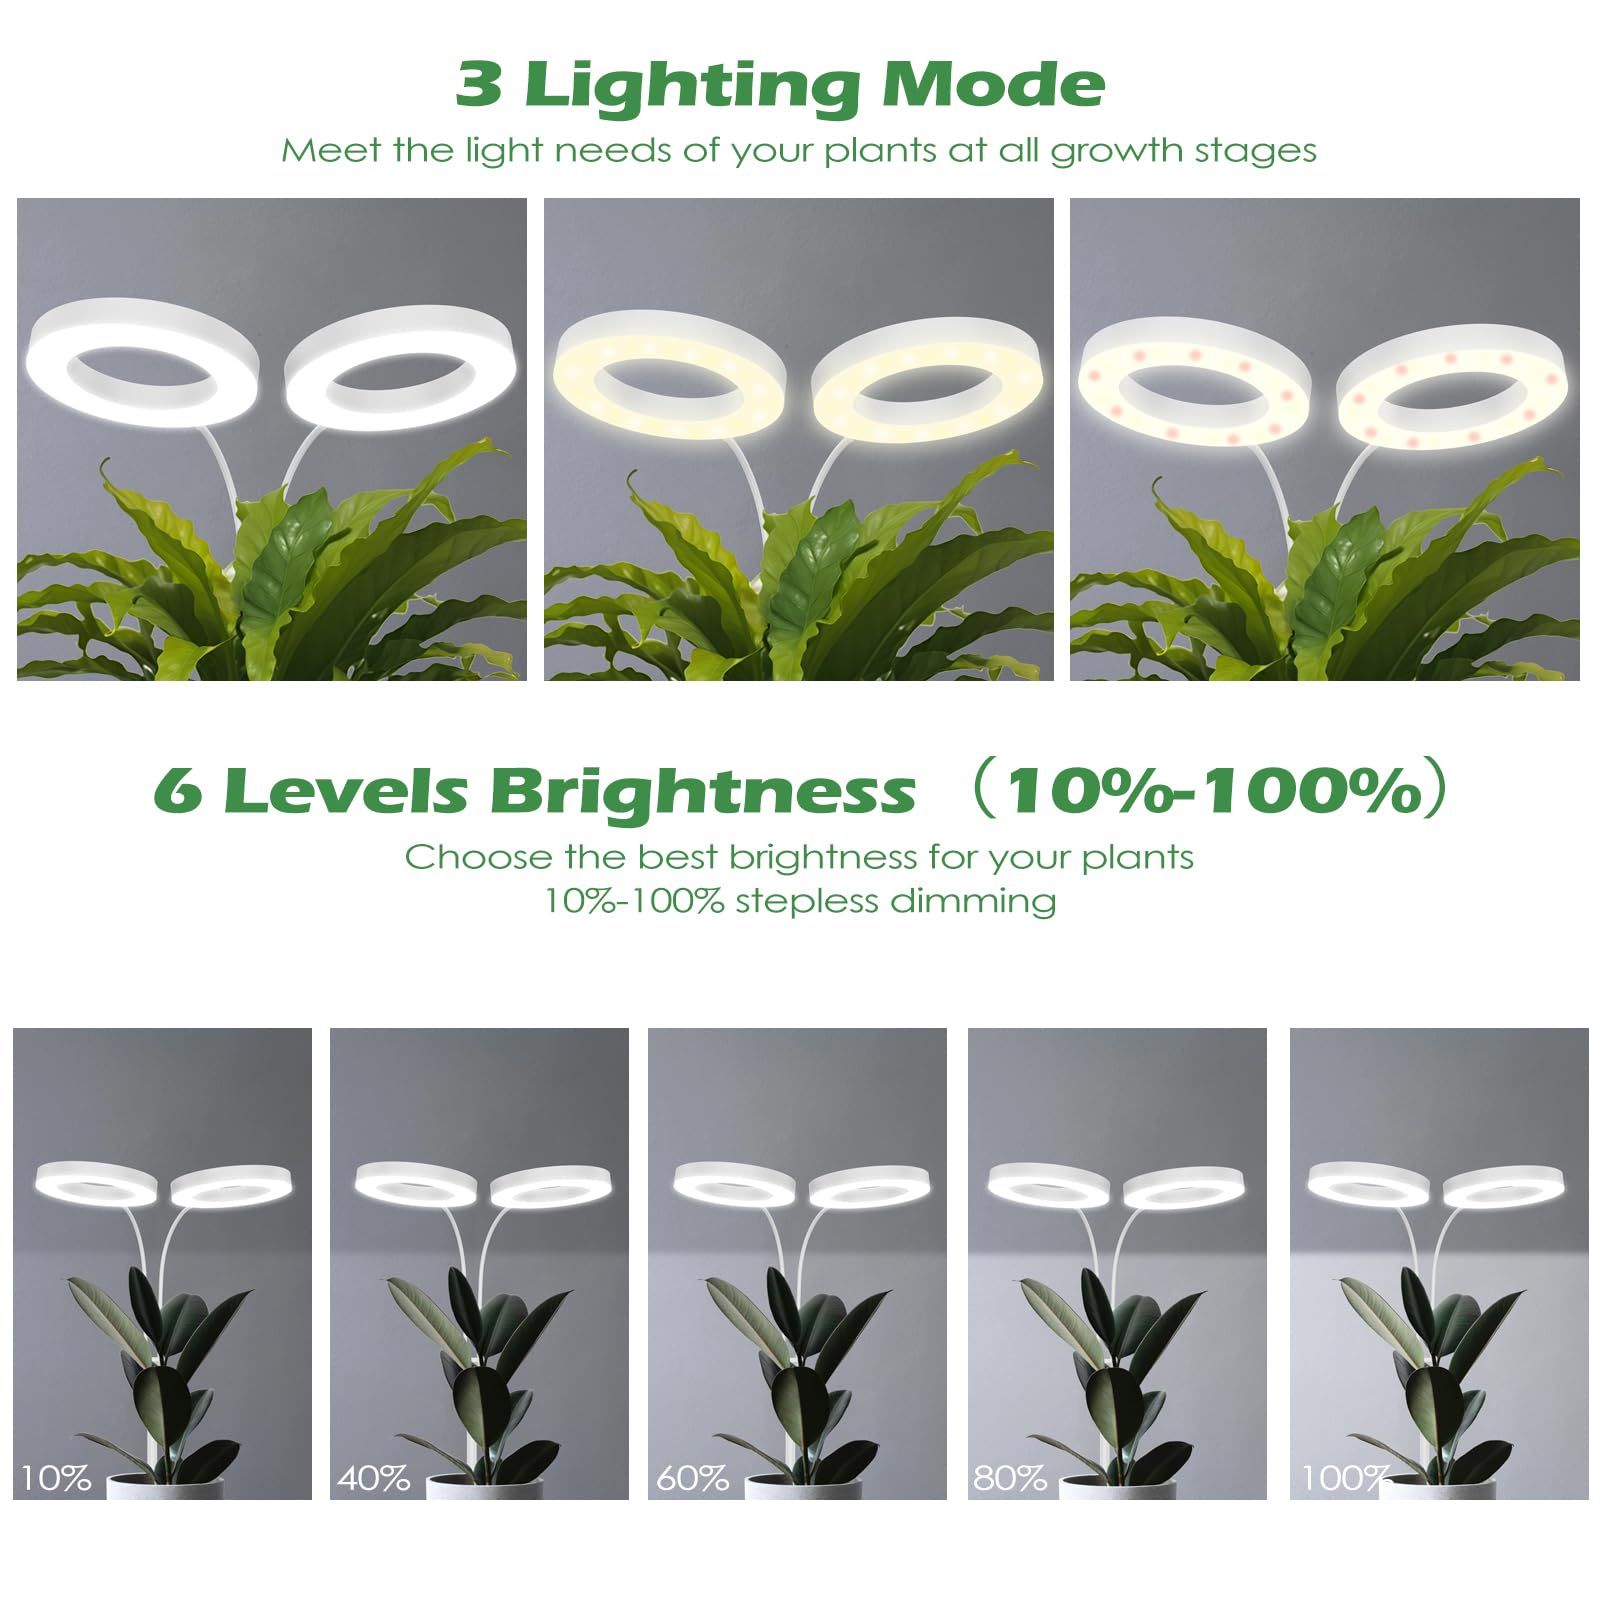 3 Lighting Mode
Meet the light needs of your plants at all growth stages
6 Levels Brightness （10%-100%）
Choose the best brightness for your plants
10%-100% stepless dimming
10%
40%
60%
80%
100%